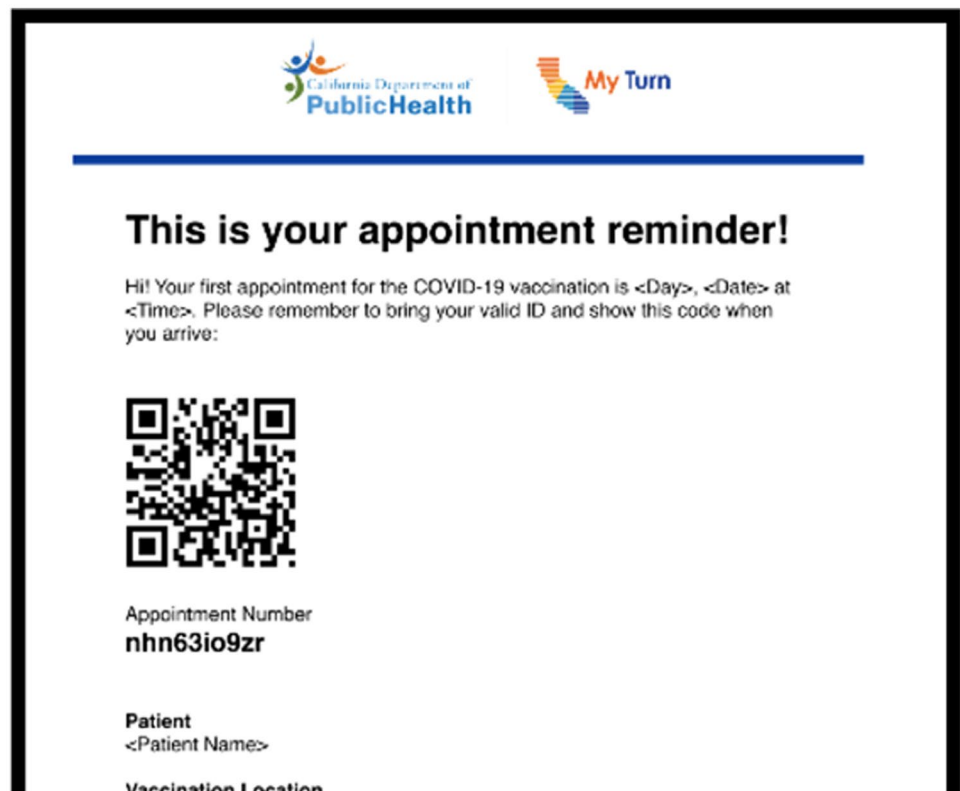 California Department of
PublicHealth
My Turn
This is your appointment reminder!
Hi! Your first appointment for the COVID-19 vaccination is <Day>, <Date> at
<Time>. Please remember to bring your valid ID and show this code when
you arrive:
Appointment Number
nhn63io9zr
Patient
<Patient Name>
Vaccination Location